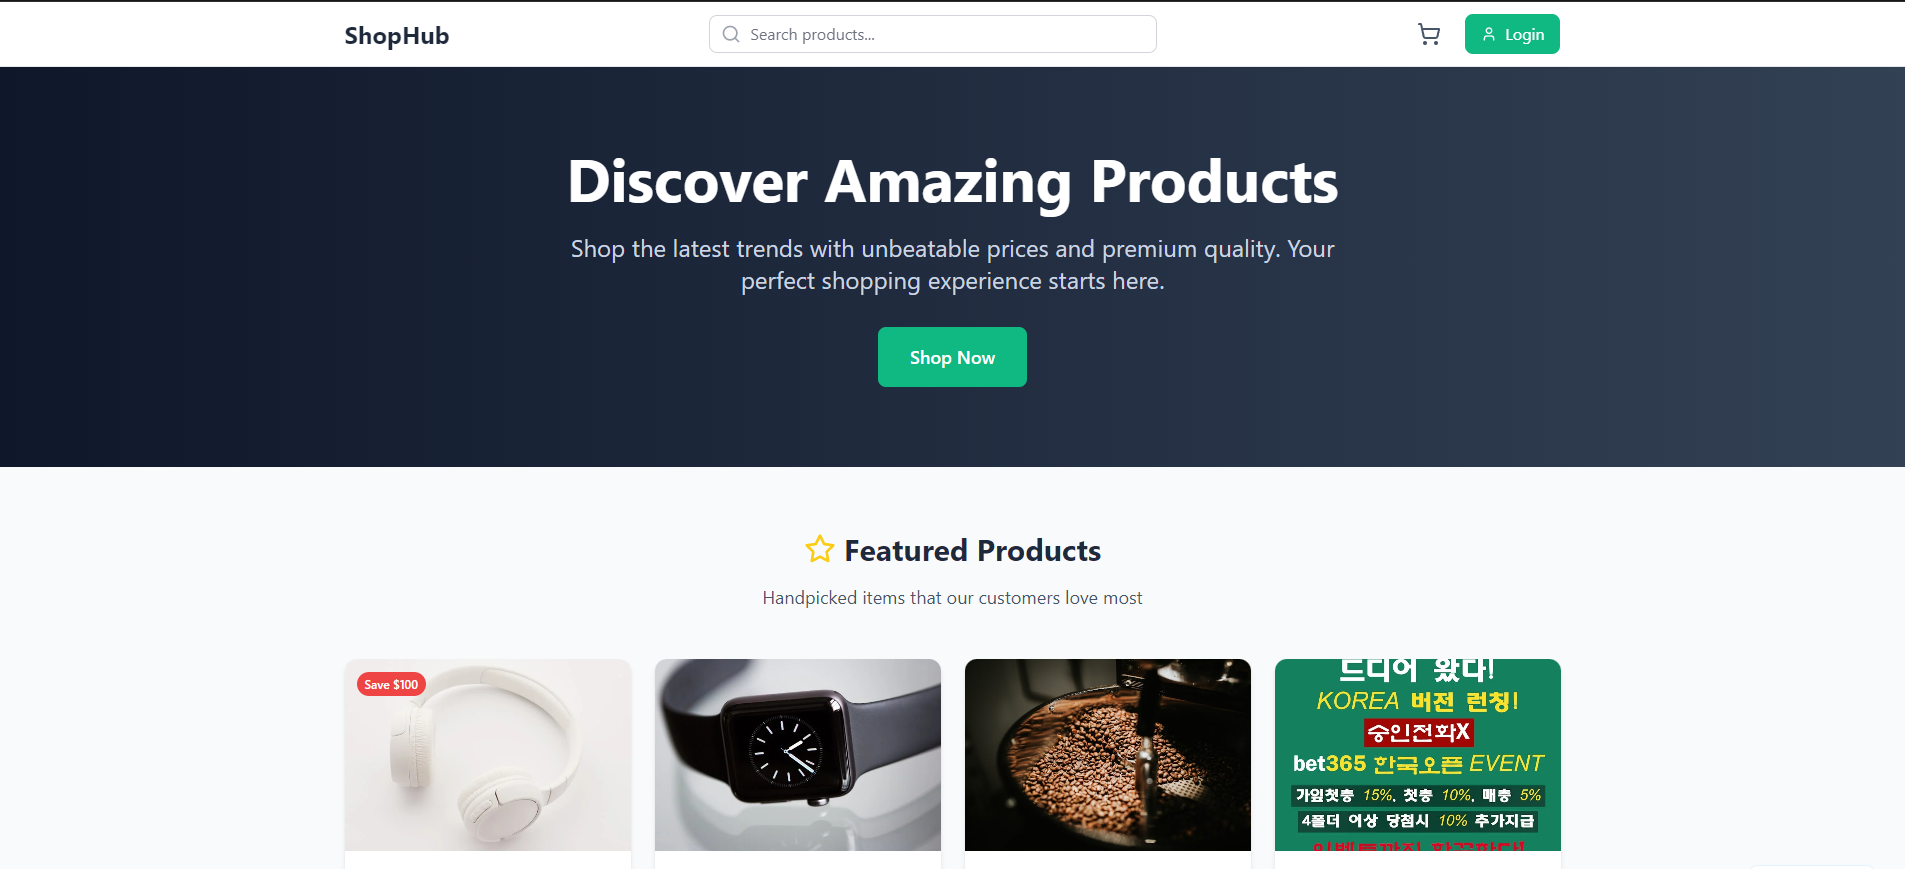 ShopHub
Search products...
Login
Discover Amazing Products
Shop the latest trends with unbeatable prices and premium quality. Your
perfect shopping experience starts here.
Shop Now
Featured Products
Handpicked items that our customers love most
Save $100
드디어 왔다!
KOREA 버전 런칭!
승인전화X
bet365 한국오픈 EVENT
가입첫충 15%, 첫충 10%, 매충 5%
4폴더 이상 당첨시 10% 추가지급